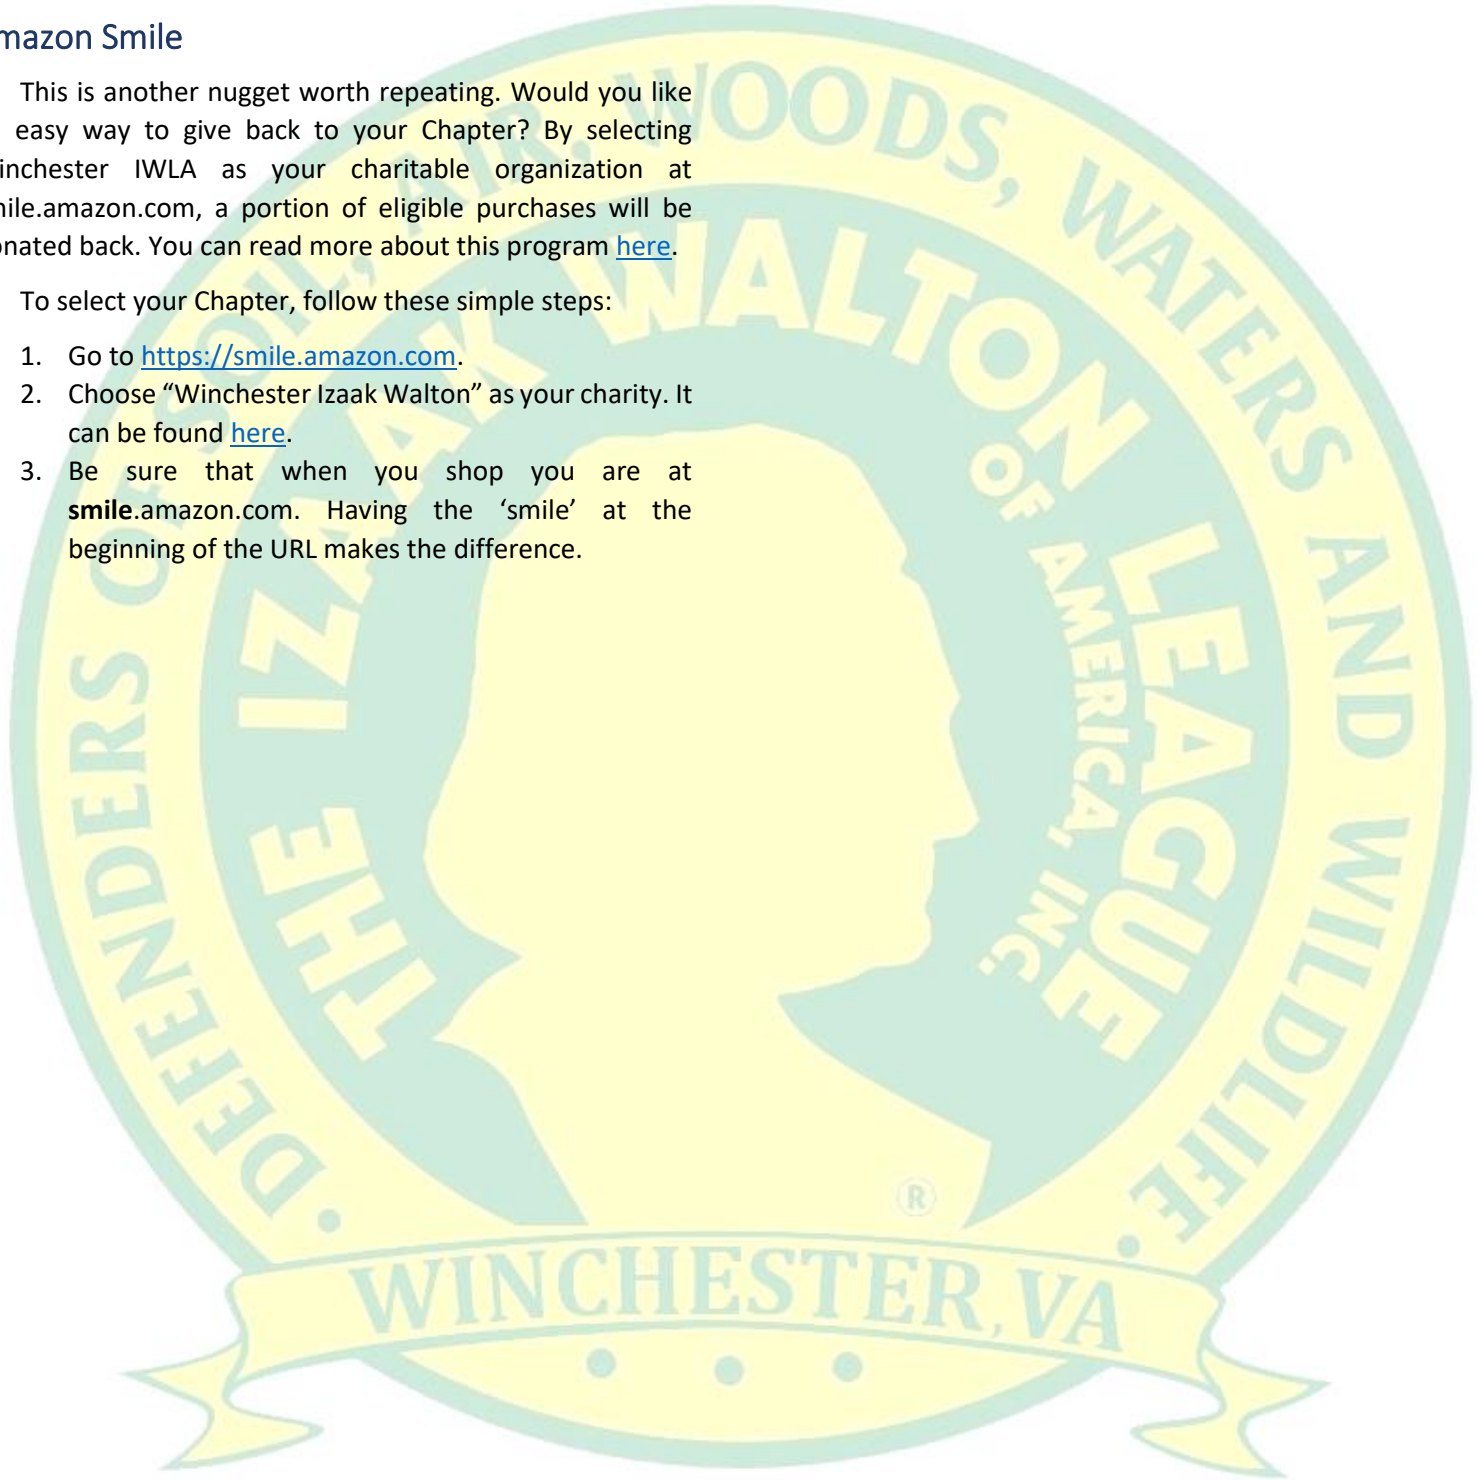 mazon Smile
This is another nugget worth repeating. Would you like
easy way to give back to your Chapter? By selecting
inchester IWLA as your charitable organization at
mile.amazon.com, a portion of eligible purchases will be
onated back. You can read more about this program here.
To select your Chapter, follow these simple steps:
1. Go to https://smile.amazon.com.
2. Choose “Winchester Izaak Walton” as your charity. It
can be found here.
3. Be sure that when you shop you are at
smile.amazon.com. Having the ‘smile’ at the
beginning of the URL makes the difference.
• DEFENDERS OF SOIL, AIR, WOODS, WATERS AND WILDLIFE •
THE IZAAK WALTON LEAGUE
OF AMERICA, INC.
®
WINCHESTER, VA